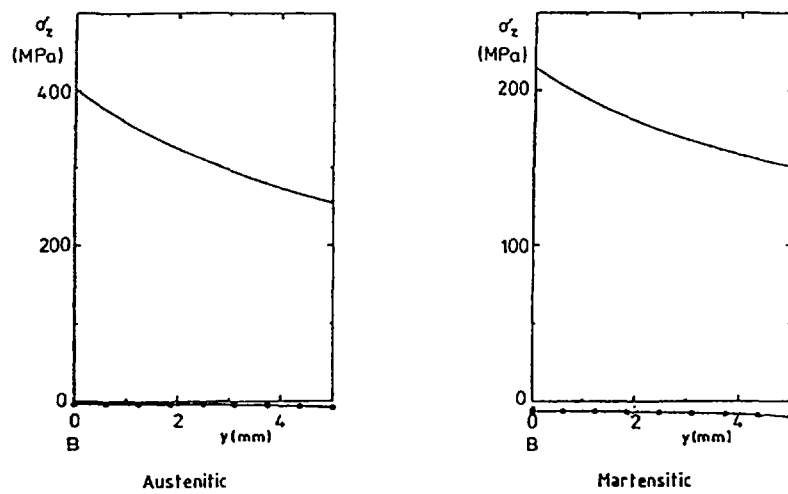 σz
(MPa)
400
200
0
0 2 4
y(mm)
B
Austenitic
σz
(MPa)
200
100
0
0 2 4
y(mm)
B
Martensitic